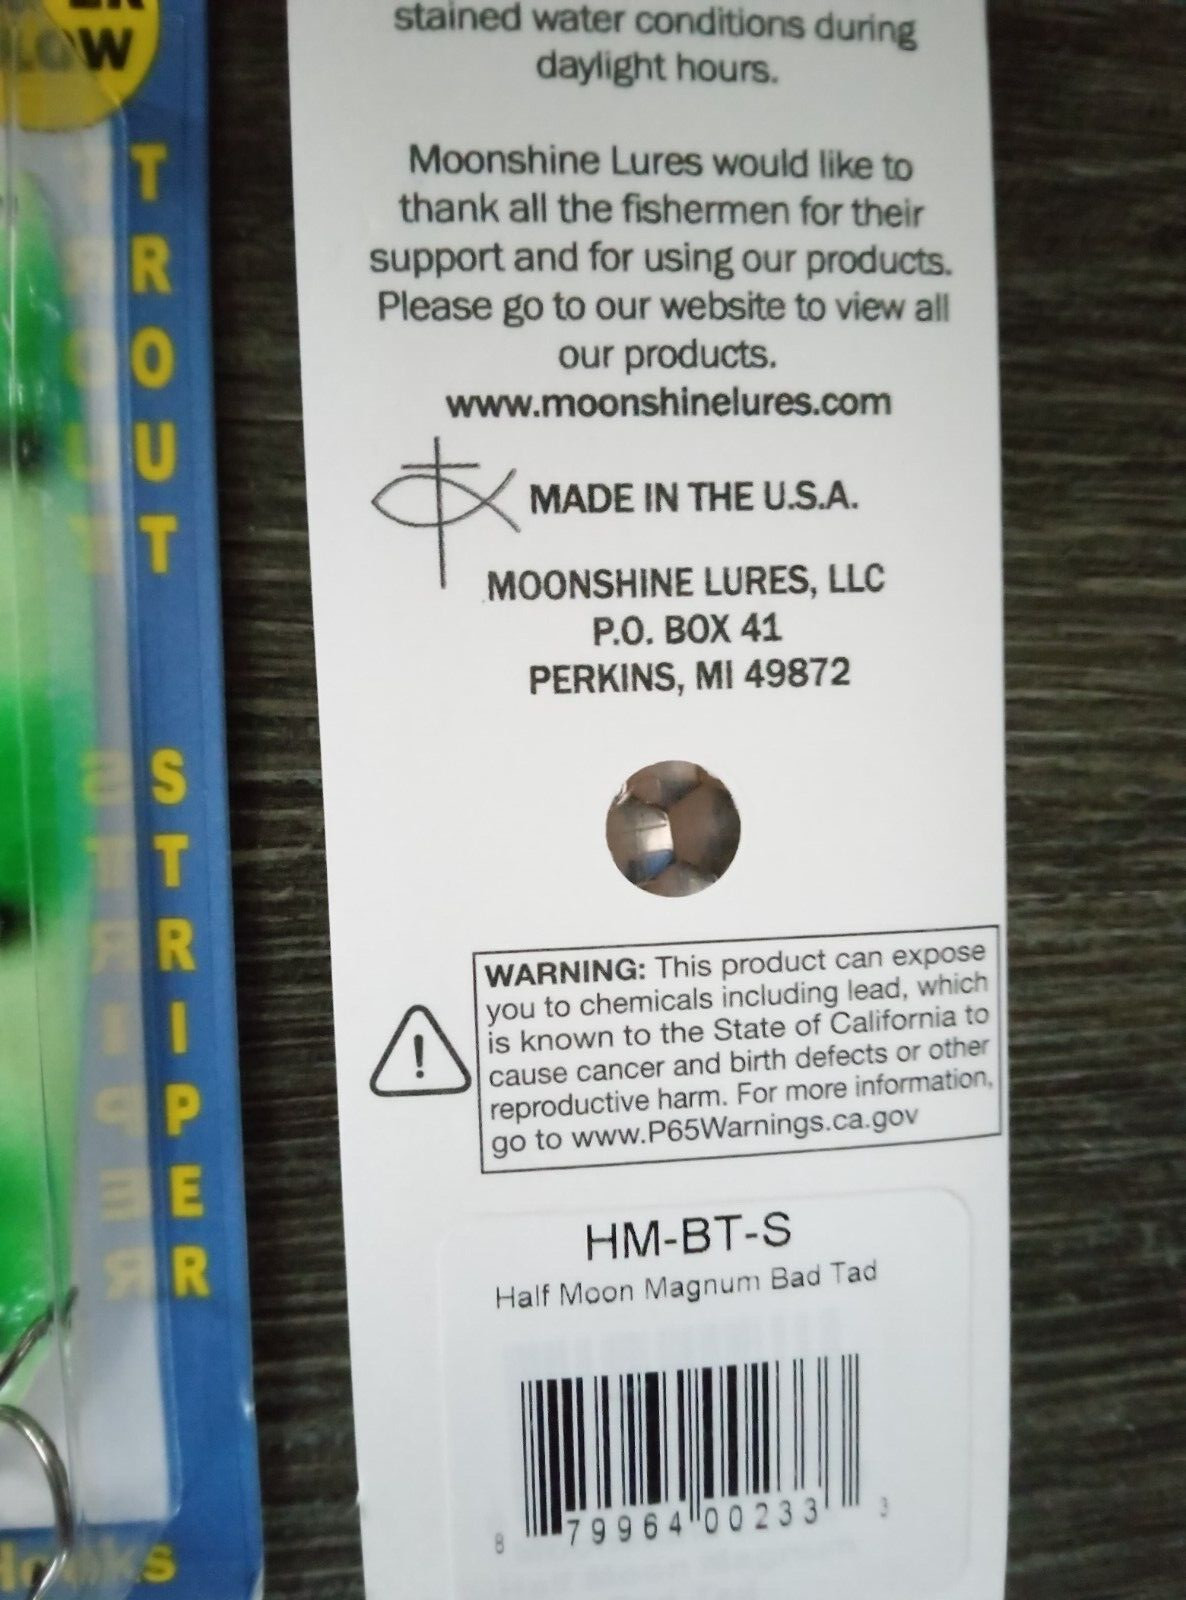 LOW
TROUT
STRIPER
Hooks
stained water conditions during
daylight hours.
Moonshine Lures would like to
thank all the fishermen for their
support and for using our products.
Please go to our website to view all
our products.
www.moonshinelures.com
MADE IN THE U.S.A.
MOONSHINE LURES, LLC
P.O. BOX 41
PERKINS, MI 49872
WARNING: This product can expose
you to chemicals including lead, which
is known to the State of California to
cause cancer and birth defects or other
reproductive harm. For more information,
go to www.P65Warnings.ca.gov
HM-BT-S
Half Moon Magnum Bad Tad
8 79964 00233 3